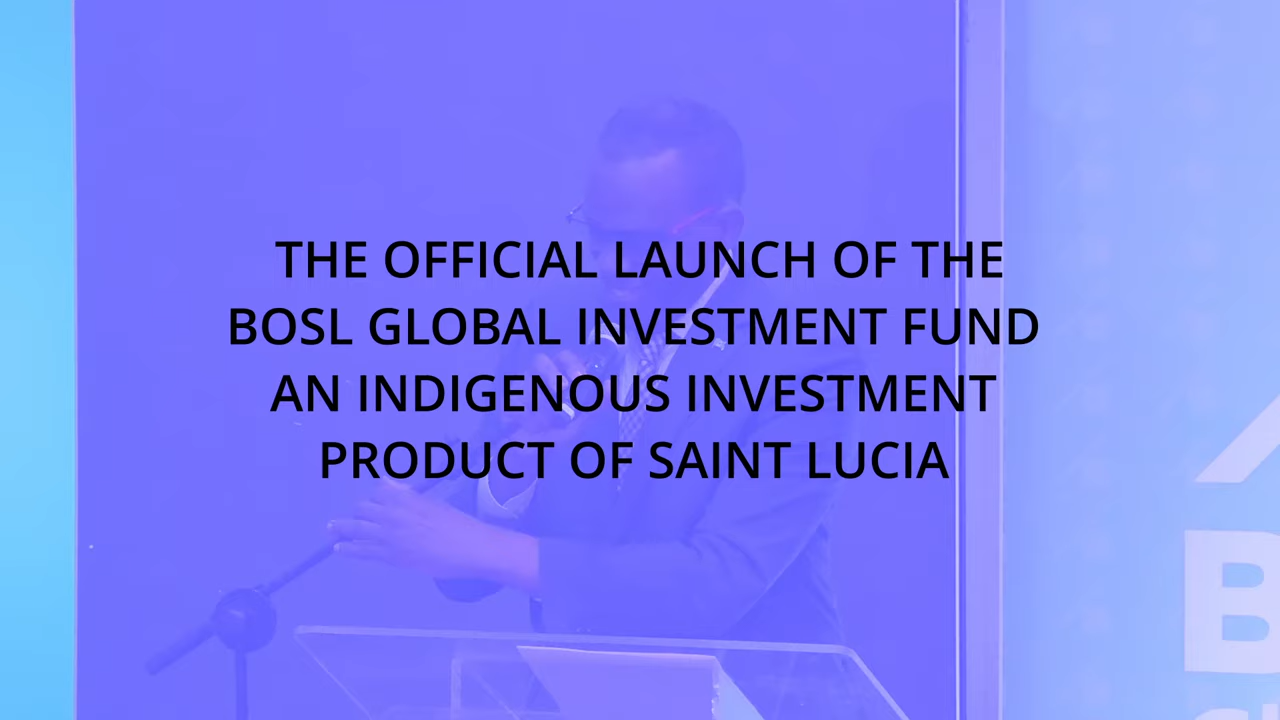 THE OFFICIAL LAUNCH OF THE
BOSL GLOBAL INVESTMENT FUND
AN INDIGENOUS INVESTMENT
PRODUCT OF SAINT LUCIA
B